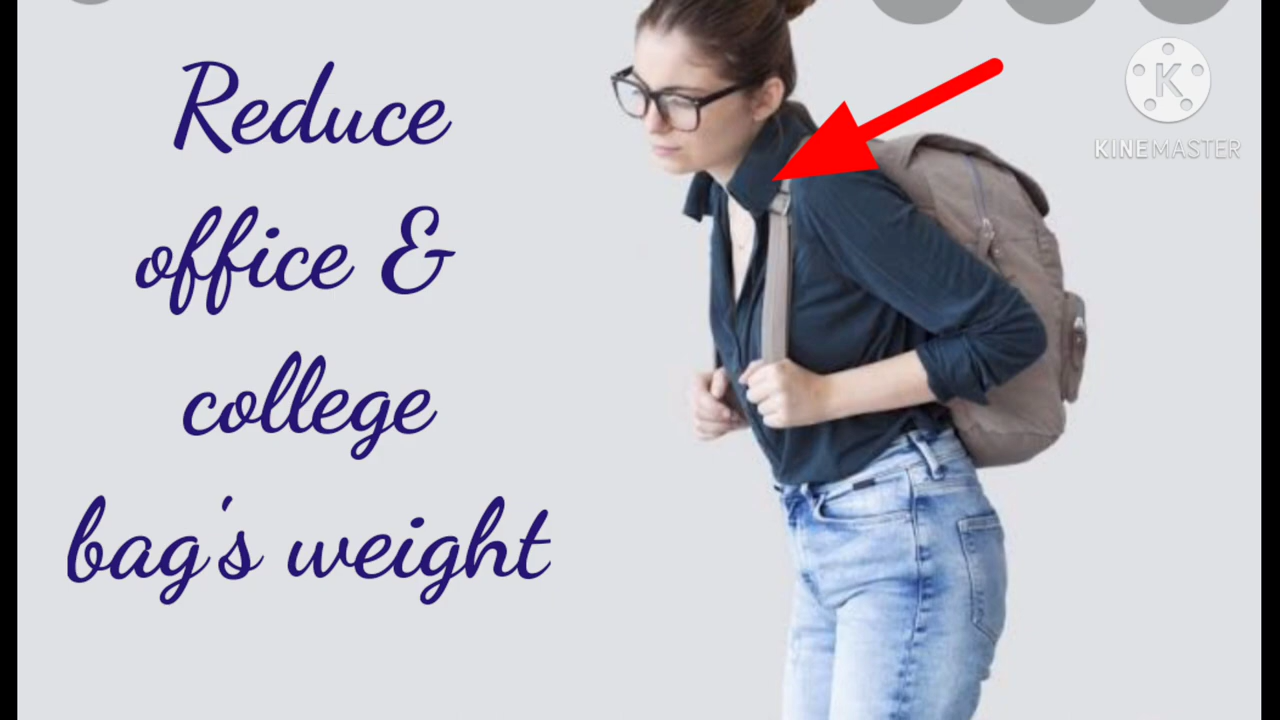 Reduce
office &
college
bag's weight
K
KINEMASTER